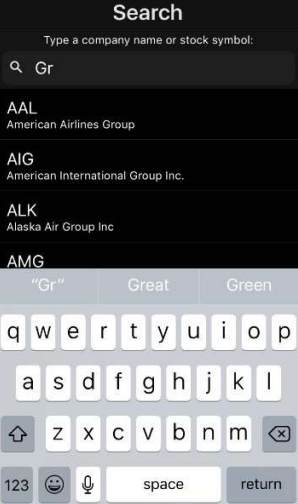 Search
Type a company name or stock symbol:
Gr
AAL
American Airlines Group
AIG
American International Group Inc.
ALK
Alaska Air Group Inc
AMG
"Gr" Great Green
q w e r t y u i o p
a s d f g h j k l
z x c v b n m
123 space return